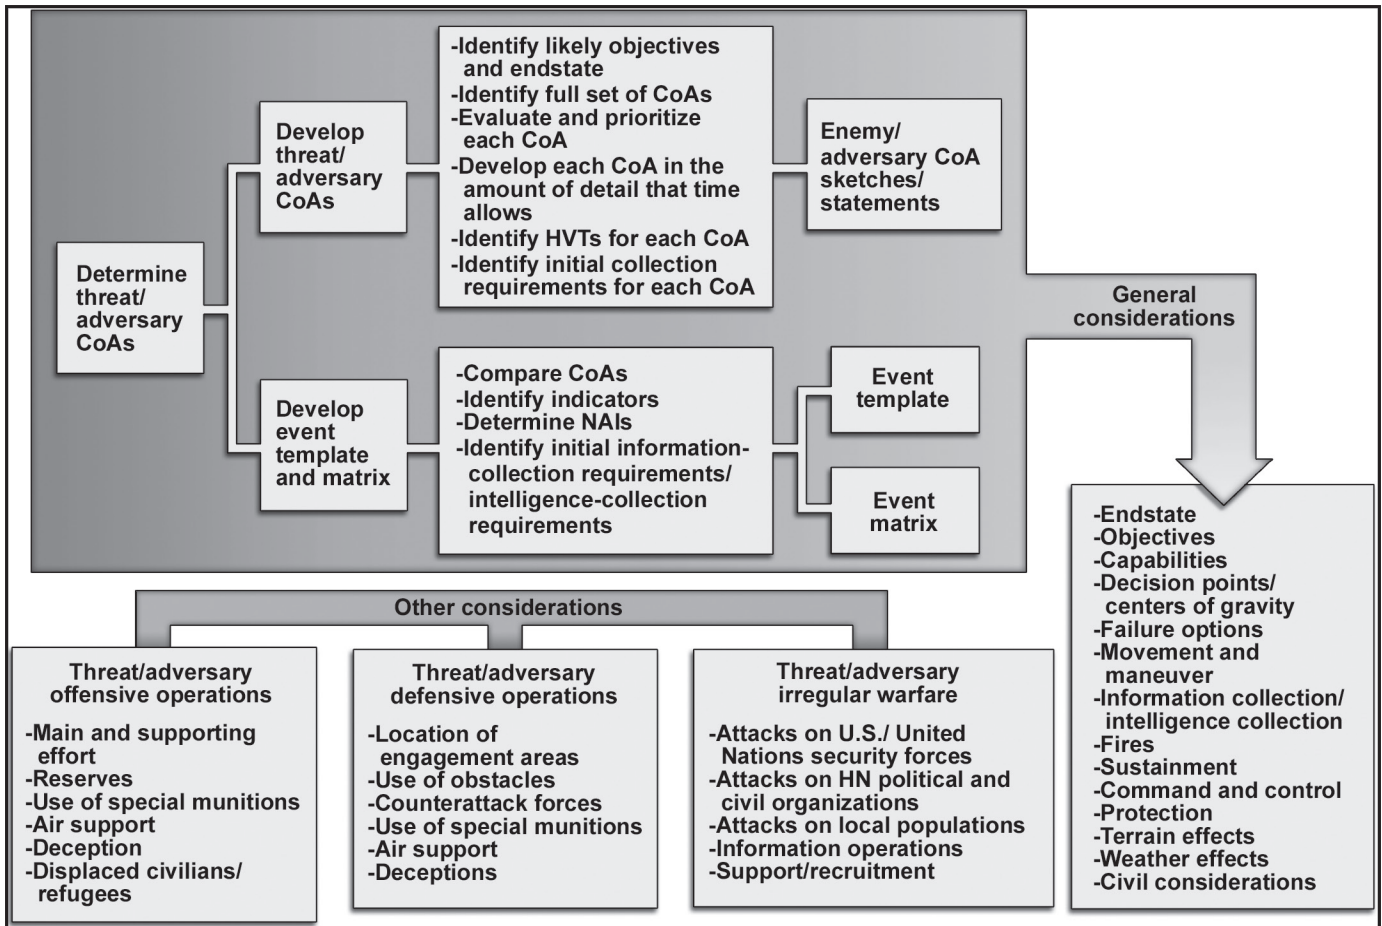 Determine
threat/
adversary
CoAs
Develop
threat/
adversary
CoAs
-Identify likely objectives
and endstate
-Identify full set of CoAs
-Evaluate and prioritize
each CoA
-Develop each CoA in the
amount of detail that time
allows
-Identify HVTs for each CoA
-Identify initial collection
requirements for each CoA
Enemy/
adversary CoA
sketches/
statements
Develop
event
template
and matrix
-Compare CoAs
-Identify indicators
-Determine NAIs
-Identify initial information-
collection requirements/
intelligence-collection
requirements
Event
template
Event
matrix
General
considerations
-Endstate
-Objectives
-Capabilities
-Decision points/
centers of gravity
-Failure options
-Movement and
maneuver
-Information collection/
intelligence collection
-Fires
-Sustainment
-Command and control
-Protection
-Terrain effects
-Weather effects
-Civil considerations
Other considerations
Threat/adversary
offensive operations
-Main and supporting
effort
-Reserves
-Use of special munitions
-Air support
-Deception
-Displaced civilians/
refugees
Threat/adversary
defensive operations
-Location of
engagement areas
-Use of obstacles
-Counterattack forces
-Use of special munitions
-Air support
-Deceptions
Threat/adversary
irregular warfare
-Attacks on U.S./ United
Nations security forces
-Attacks on HN political and
civil organizations
-Attacks on local populations
-Information operations
-Support/recruitment